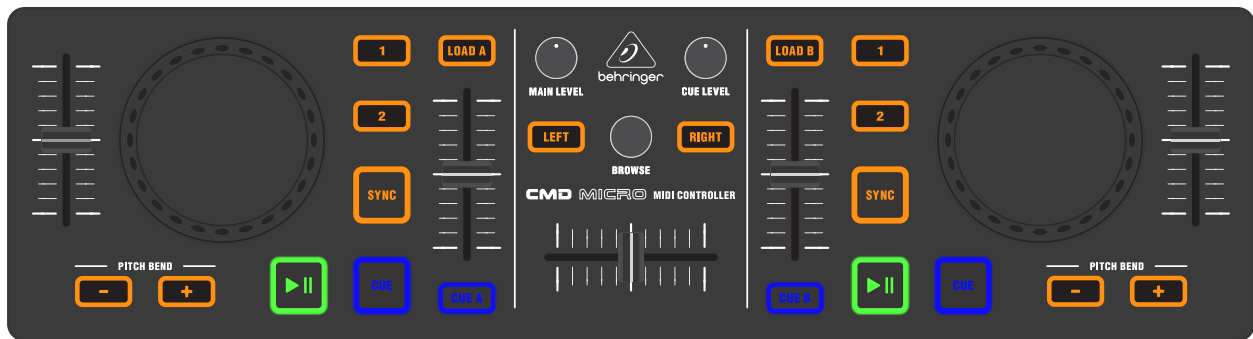 1
LOAD A
behringer
LOAD B
1
MAIN LEVEL
CUE LEVEL
2
LEFT
RIGHT
2
BROWSE
SYNC
CMD MICRO MIDI CONTROLLER
SYNC
PITCH BEND
PITCH BEND
-
+
CUE
CUE A
CUE B
CUE
-
+